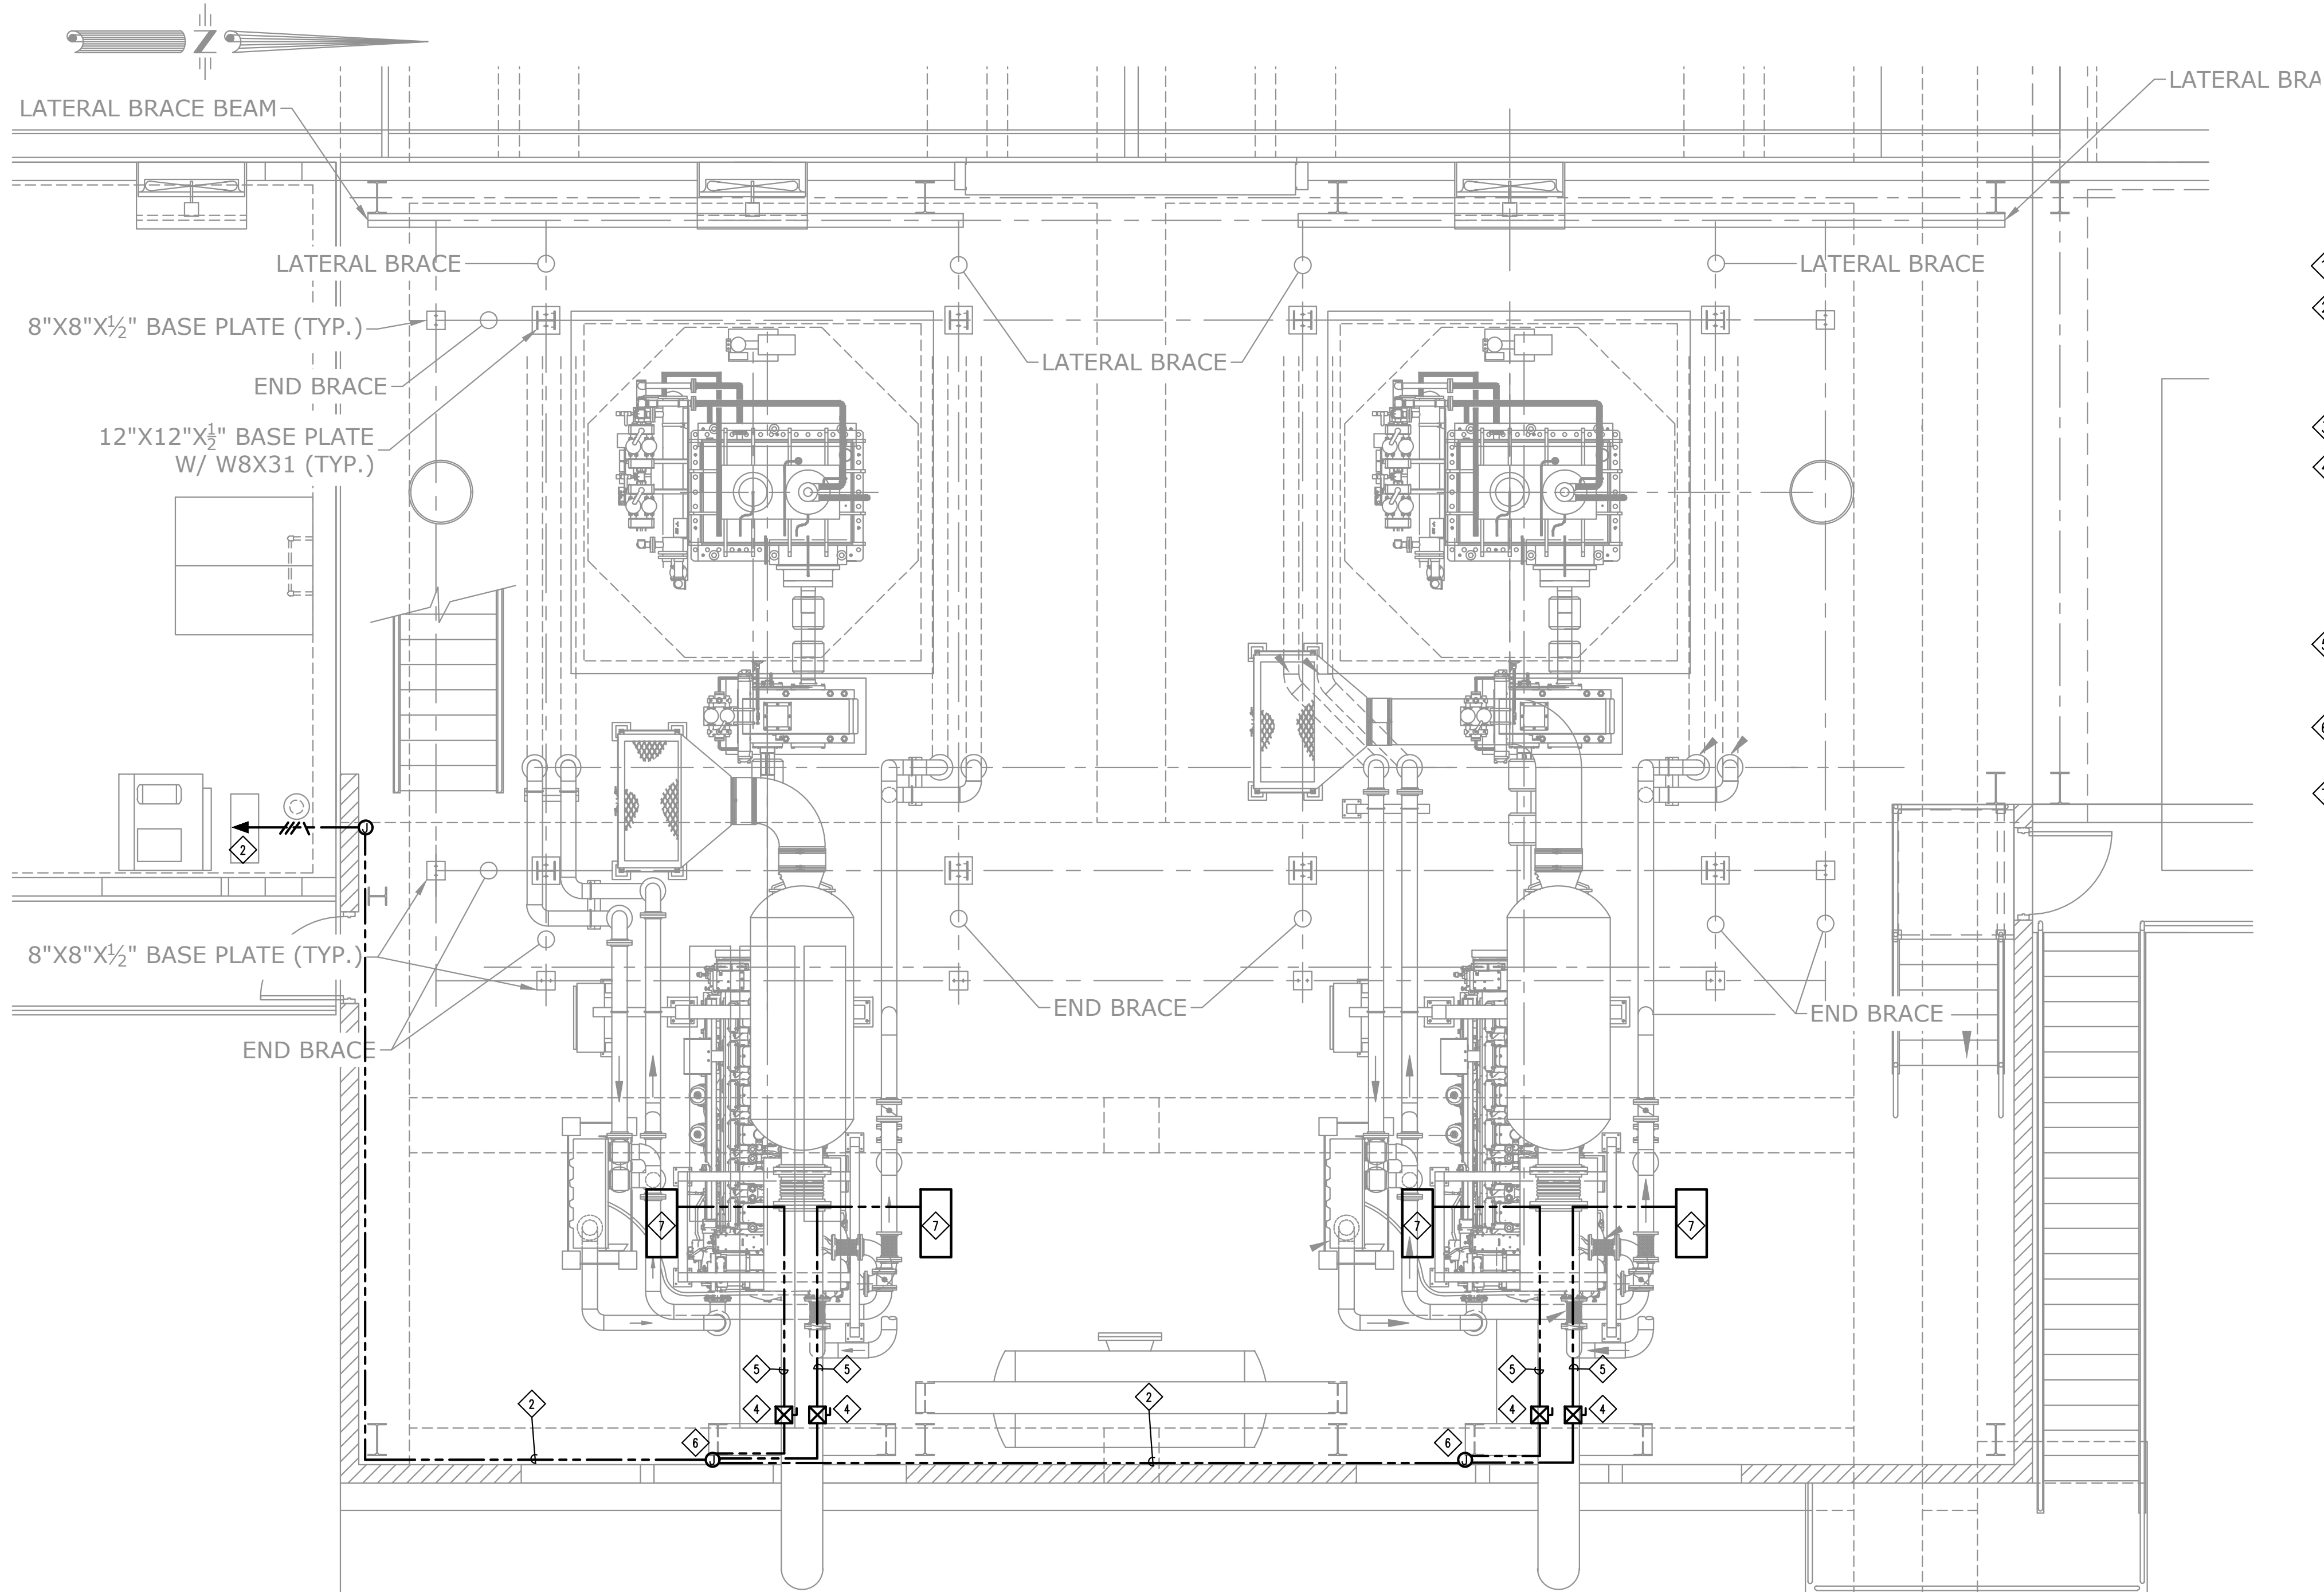 N
LATERAL BRACE BEAM
LATERAL BRA
LATERAL BRACE
LATERAL BRACE
8"X8"X½" BASE PLATE (TYP.)
LATERAL BRACE
END BRACE
12"X12"X½" BASE PLATE
W/ W8X31 (TYP.)
J
2
8"X8"X½" BASE PLATE (TYP.)
END BRACE
END BRACE
END BRACE
7
7
7
7
5
5
5
5
2
2
4
4
4
4
6
6
J
J